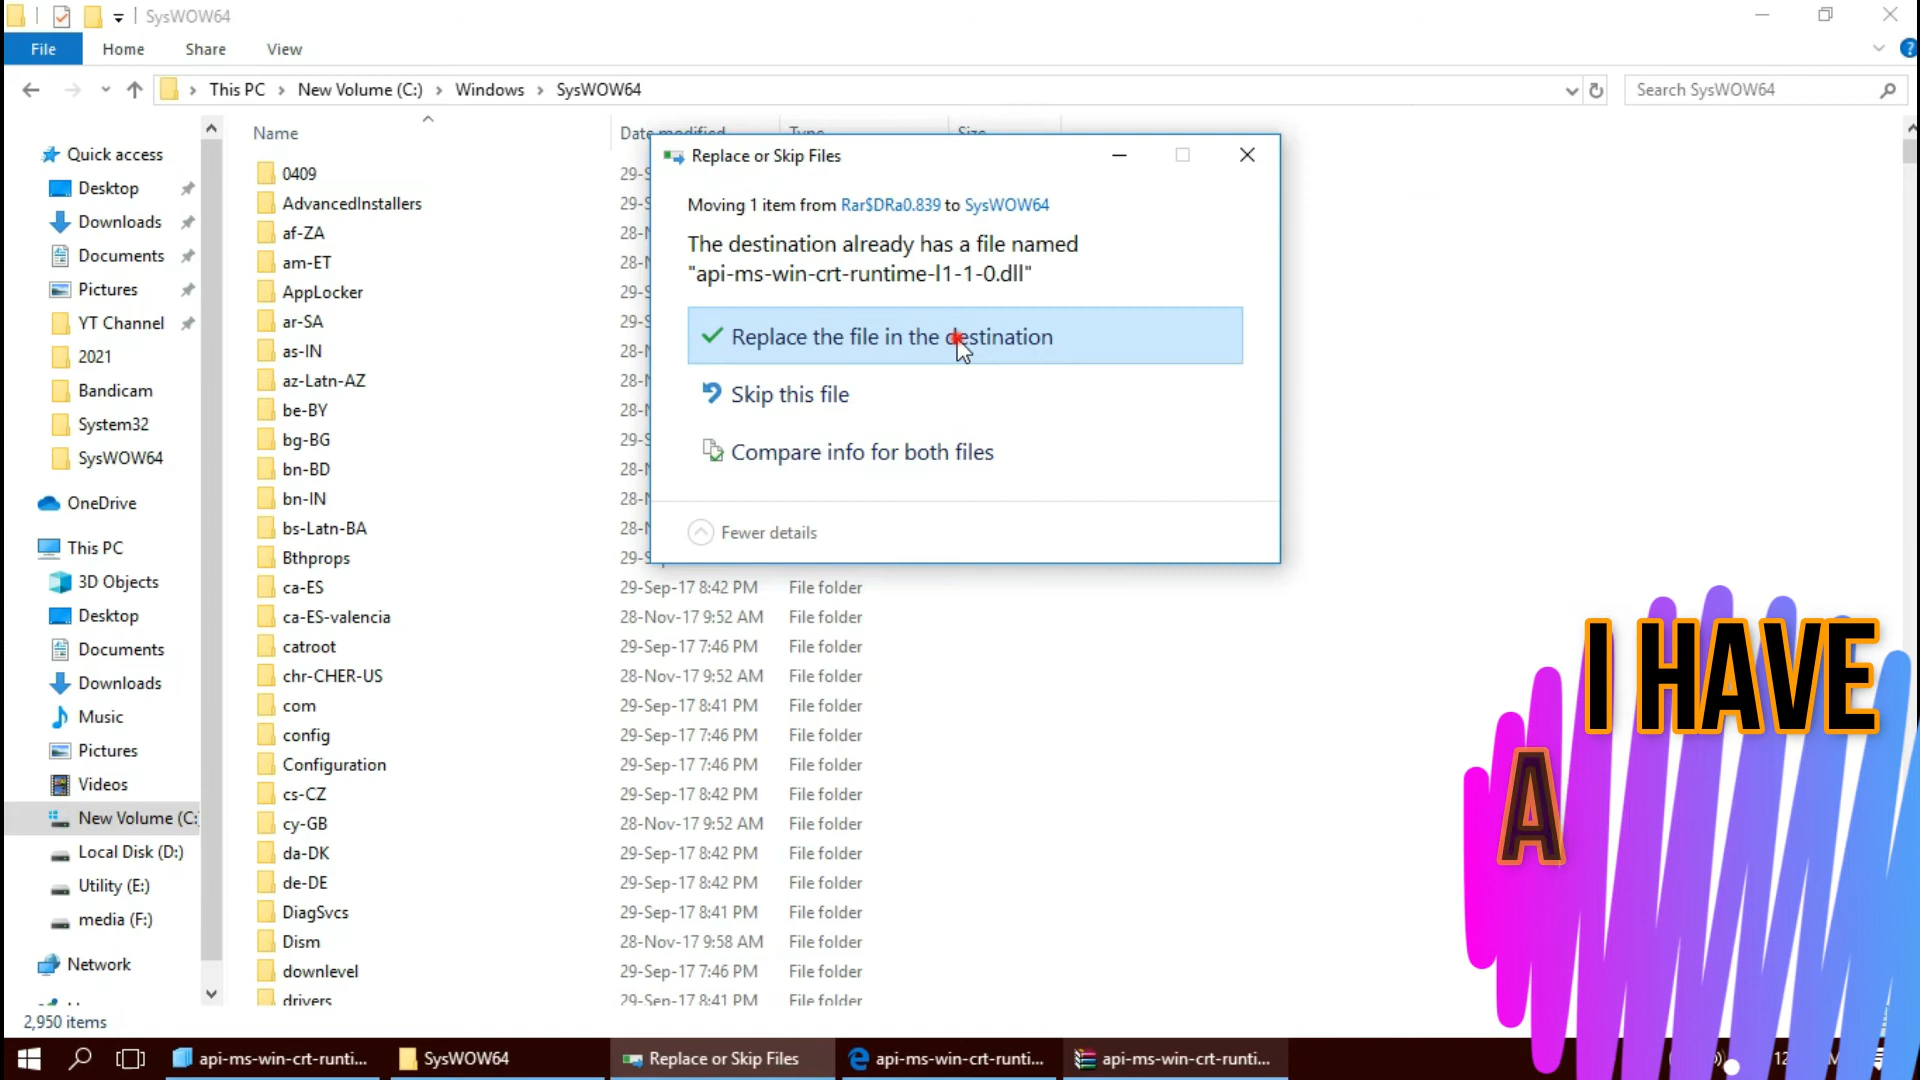 SysWOW64
File Home Share View
This PC > New Volume (C:) > Windows > SysWOW64
Search SysWOW64
Name Date modified Type Size
Quick access
Desktop
Downloads
Documents
Pictures
YT Channel
2021
Bandicam
System32
SysWOW64
OneDrive
This PC
3D Objects
Desktop
Documents
Downloads
Music
Pictures
Videos
New Volume (C:
Local Disk (D:)
Utility (E:)
media (F:)
Network
0409
AdvancedInstallers
af-ZA
am-ET
AppLocker
ar-SA
as-IN
az-Latn-AZ
be-BY
bg-BG
bn-BD
bn-IN
bs-Latn-BA
Bthprops
ca-ES 29-Sep-17 8:42 PM File folder
ca-ES-valencia 28-Nov-17 9:52 AM File folder
catroot 29-Sep-17 7:46 PM File folder
chr-CHER-US 28-Nov-17 9:52 AM File folder
com 29-Sep-17 8:41 PM File folder
config 29-Sep-17 7:46 PM File folder
Configuration 29-Sep-17 7:46 PM File folder
cs-CZ 29-Sep-17 8:42 PM File folder
cy-GB 28-Nov-17 9:52 AM File folder
da-DK 29-Sep-17 8:42 PM File folder
de-DE 29-Sep-17 8:42 PM File folder
DiagSvcs 29-Sep-17 8:41 PM File folder
Dism 28-Nov-17 9:58 AM File folder
downlevel 29-Sep-17 7:46 PM File folder
drivers 29-Sep-17 8:41 PM File folder
Replace or Skip Files
Moving 1 item from Rar$DRa0.839 to SysWOW64
The destination already has a file named
"api-ms-win-crt-runtime-l1-1-0.dll"
Replace the file in the destination
Skip this file
Compare info for both files
Fewer details
I HAVE
A
2,950 items
api-ms-win-crt-runti...
SysWOW64
Replace or Skip Files
api-ms-win-crt-runti...
api-ms-win-crt-runti...